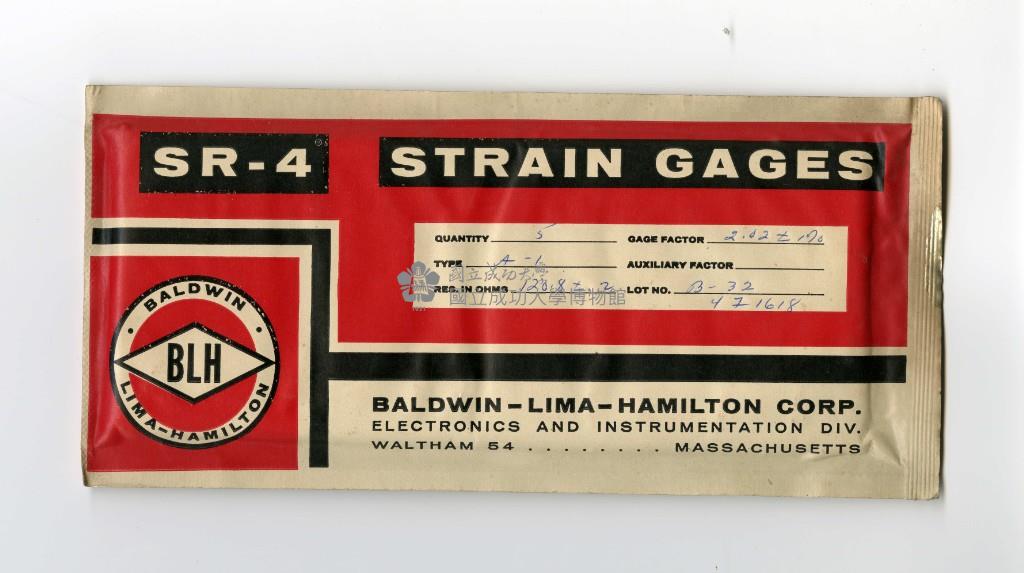 SR-4® STRAIN GAGES
QUANTITY 5 GAGE FACTOR 2.02 ± 1%
TYPE A-1 AUXILIARY FACTOR
RES. IN OHMS 120.8 ± .2 LOT NO. B-32
國立成功大學
國立成功大學博物館
BALDWIN
BLH
LIMA-HAMILTON
BALDWIN-LIMA-HAMILTON CORP.
ELECTRONICS AND INSTRUMENTATION DIV.
WALTHAM 54 . . . . . . . . MASSACHUSETTS